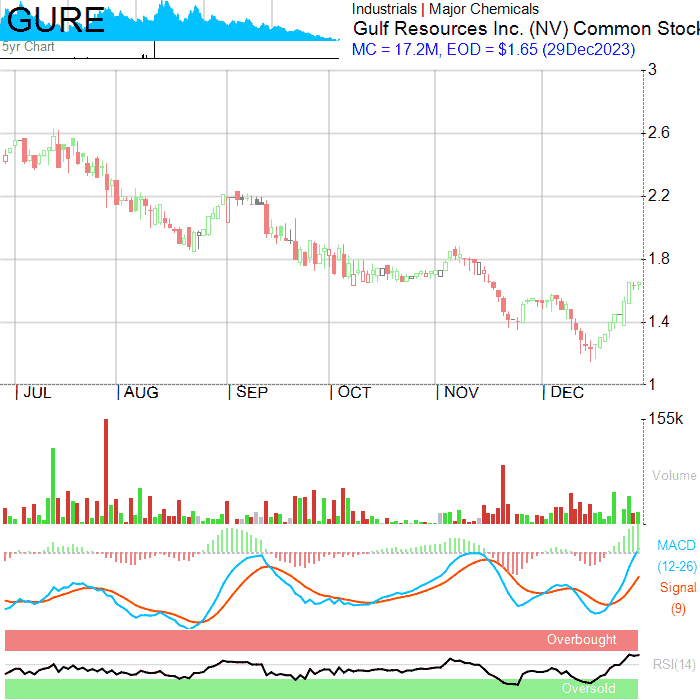 GURE
5yr Chart
Industrials | Major Chemicals
Gulf Resources Inc. (NV) Common Stock
MC = 17.2M, EOD = $1.65 (29Dec2023)
3
2.6
2.2
1.8
1.4
1
JUL AUG SEP OCT NOV DEC
155k
Volume
MACD
(12-26)
Signal
(9)
Overbought
RSI(14)
Oversold